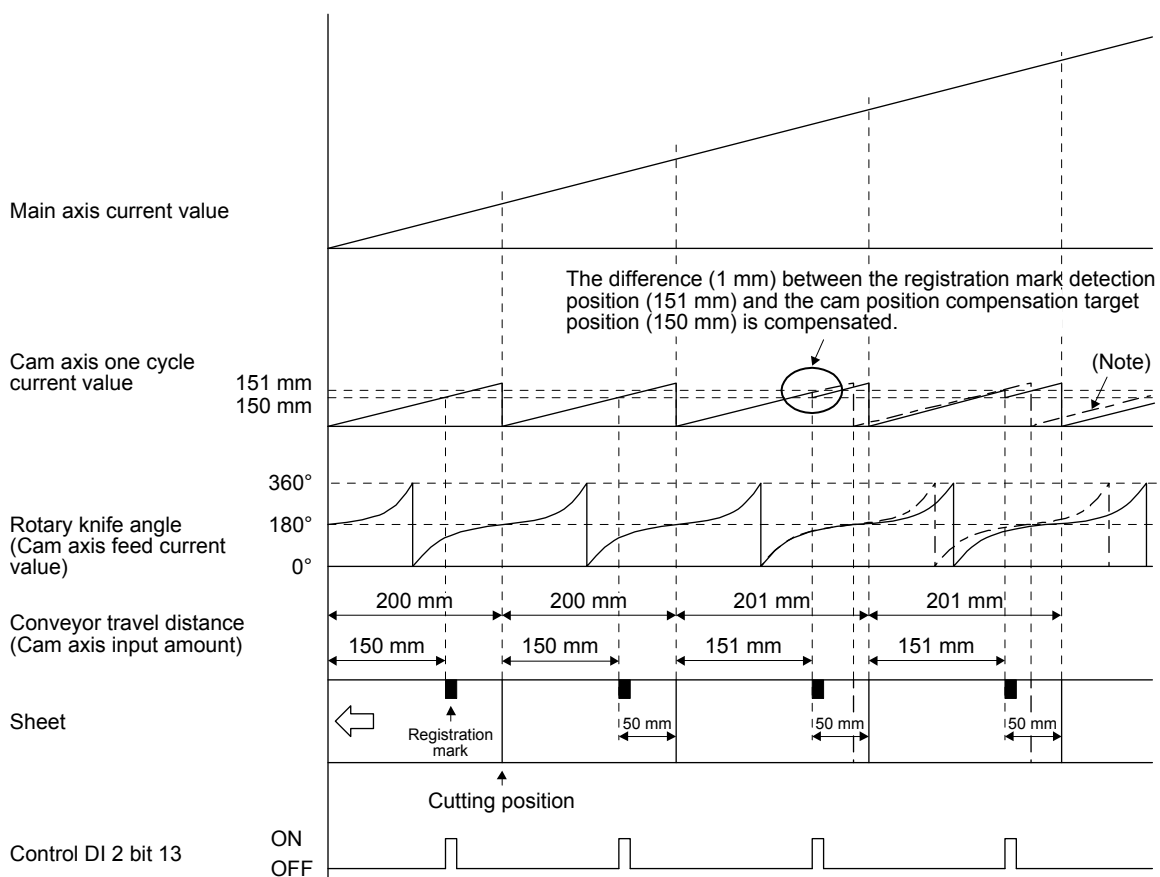 Main axis current value
The difference (1 mm) between the registration mark detection
position (151 mm) and the cam position compensation target
position (150 mm) is compensated.
Cam axis one cycle
current value
151 mm
150 mm
(Note)
360°
Rotary knife angle
(Cam axis feed current
value)
180°
0°
Conveyor travel distance
(Cam axis input amount)
200 mm 200 mm 201 mm 201 mm
150 mm 150 mm 151 mm 151 mm
Sheet
Registration
mark
50 mm 50 mm 50 mm
Cutting position
Control DI 2 bit 13
ON
OFF